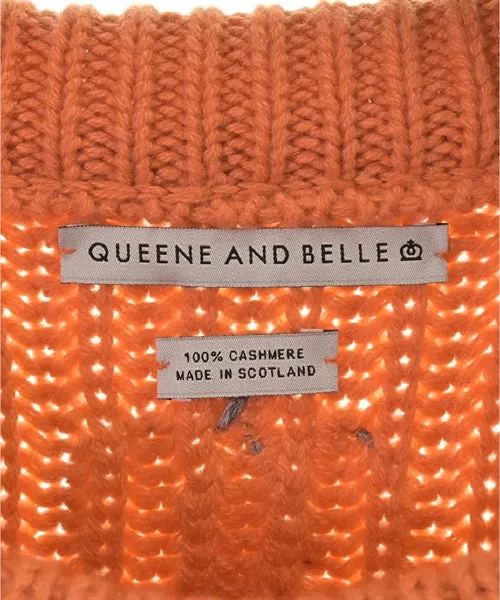 QUEENE AND BELLE
100% CASHMERE
MADE IN SCOTLAND